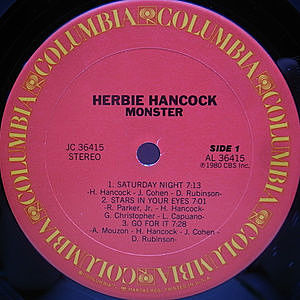 COLUMBIA COLUMBIA COLUMBIA COLUMBIA COLUMBIA COLUMBIA
HERBIE HANCOCK
MONSTER
JC 36415
STEREO
SIDE 1
AL 36415
℗1980 CBS Inc.
1. SATURDAY NIGHT 7:13
-H. Hancock - J. Cohen - D. Rubinson-
2. STARS IN YOUR EYES 7:01
-R. Parker, Jr. - H. Hancock-
G. Christopher - L. Capuano-
3. GO FOR IT 7:28
-A. Mouzon - H. Hancock - J. Cohen -
D. Rubinson-